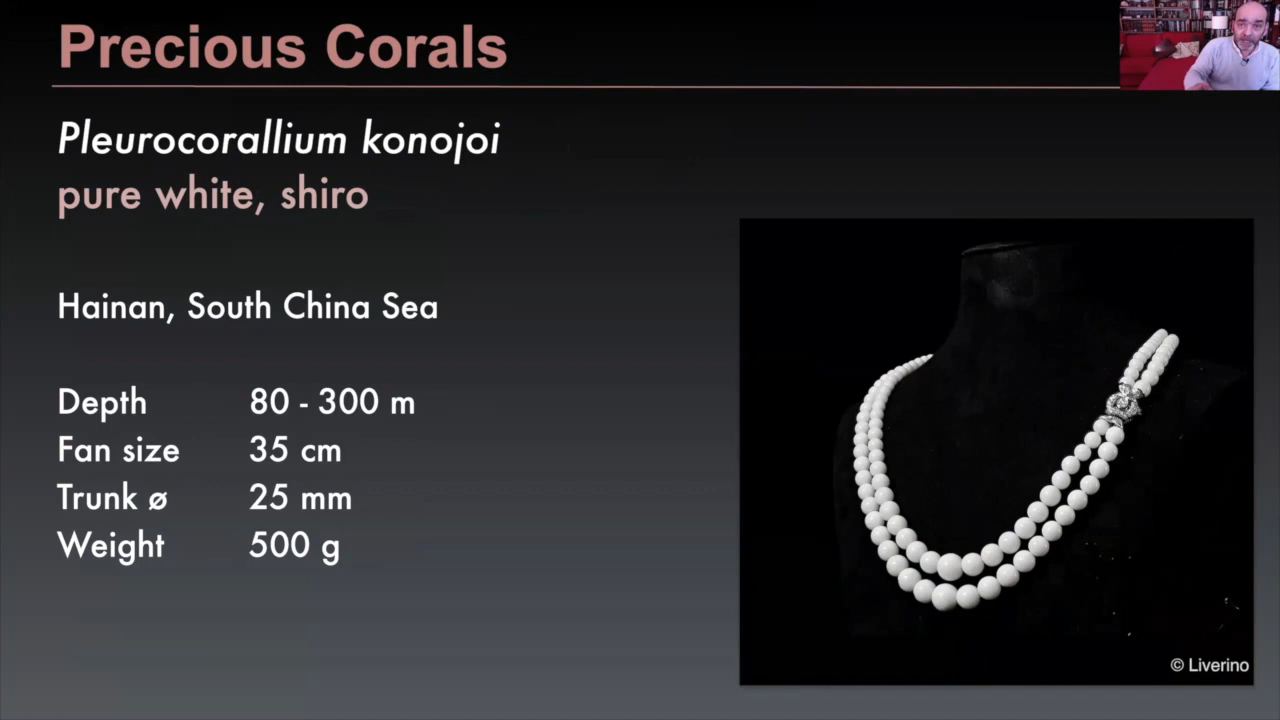 Precious Corals
Pleurocorallium konojoi
pure white, shiro
Hainan, South China Sea
Depth 80 - 300 m
Fan size 35 cm
Trunk ø 25 mm
Weight 500 g
© Liverino